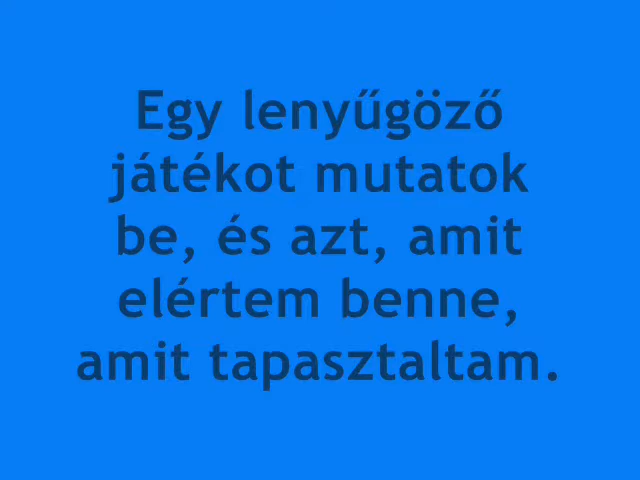 Egy lenyűgöző
játékot mutatok
be, és azt, amit
elértem benne,
amit tapasztaltam.